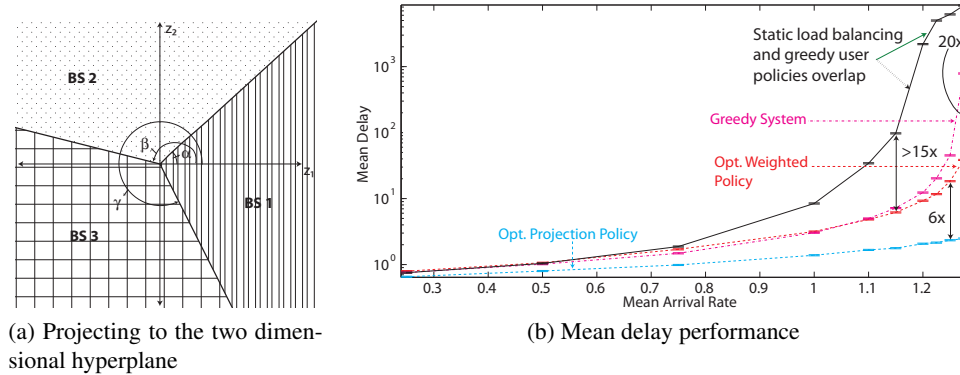 z2
BS 2
β
α
z1
γ
BS 1
BS 3
(a) Projecting to the two dimen-
sional hyperplane
Mean Delay
10^3
10^2
10^1
10^0
Static load balancing
and greedy user
policies overlap
20x
Greedy System
>15x
Opt. Weighted
Policy
6x
Opt. Projection Policy
0.3 0.4 0.5 0.6 0.7 0.8 0.9 1 1.1 1.2
Mean Arrival Rate
(b) Mean delay performance